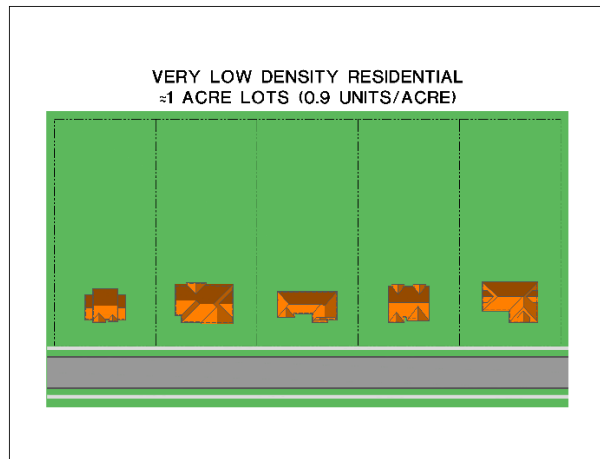 VERY LOW DENSITY RESIDENTIAL
≈1 ACRE LOTS (0.9 UNITS/ACRE)